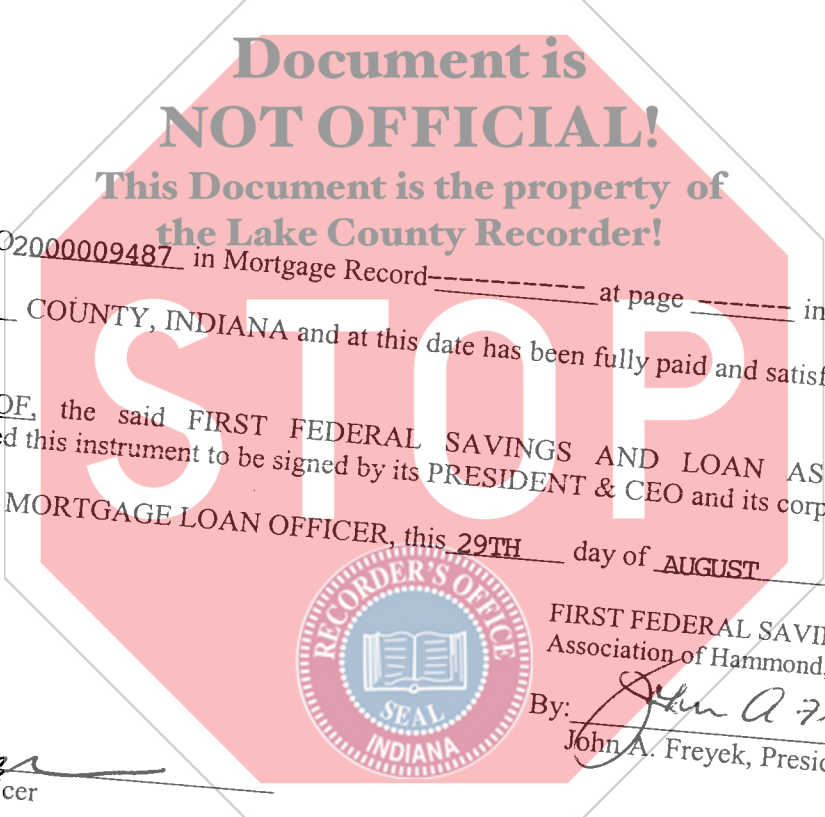 Document is
NOT OFFICIAL!
This Document is the property of
the Lake County Recorder!
2000009487 in Mortgage Record---------- at page ------ in
COUNTY, INDIANA and at this date has been fully paid and satisf
OF, the said FIRST FEDERAL SAVINGS AND LOAN AS
ed this instrument to be signed by its PRESIDENT & CEO and its corp
MORTGAGE LOAN OFFICER, this 29TH day of AUGUST
STOP
FIRST FEDERAL SAVI
Association of Hammond,
By: John A
John A. Freyek, Presi
cer
RECORDER'S OFFICE
SEAL
INDIANA